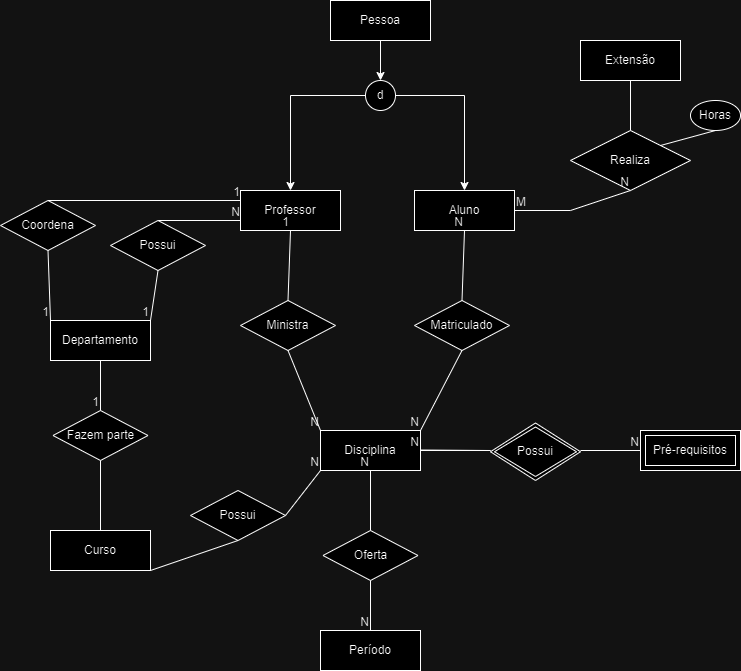 Pessoa
Extensão
d
Horas
Realiza
N
1
Professor
1
M
Aluno
N
N
Coordena
Possui
1
1
Departamento
Ministra
Matriculado
1
Fazem parte
N
N
N
Disciplina
N
N
Possui
N
Pré-requisitos
Possui
Curso
Oferta
N
Período